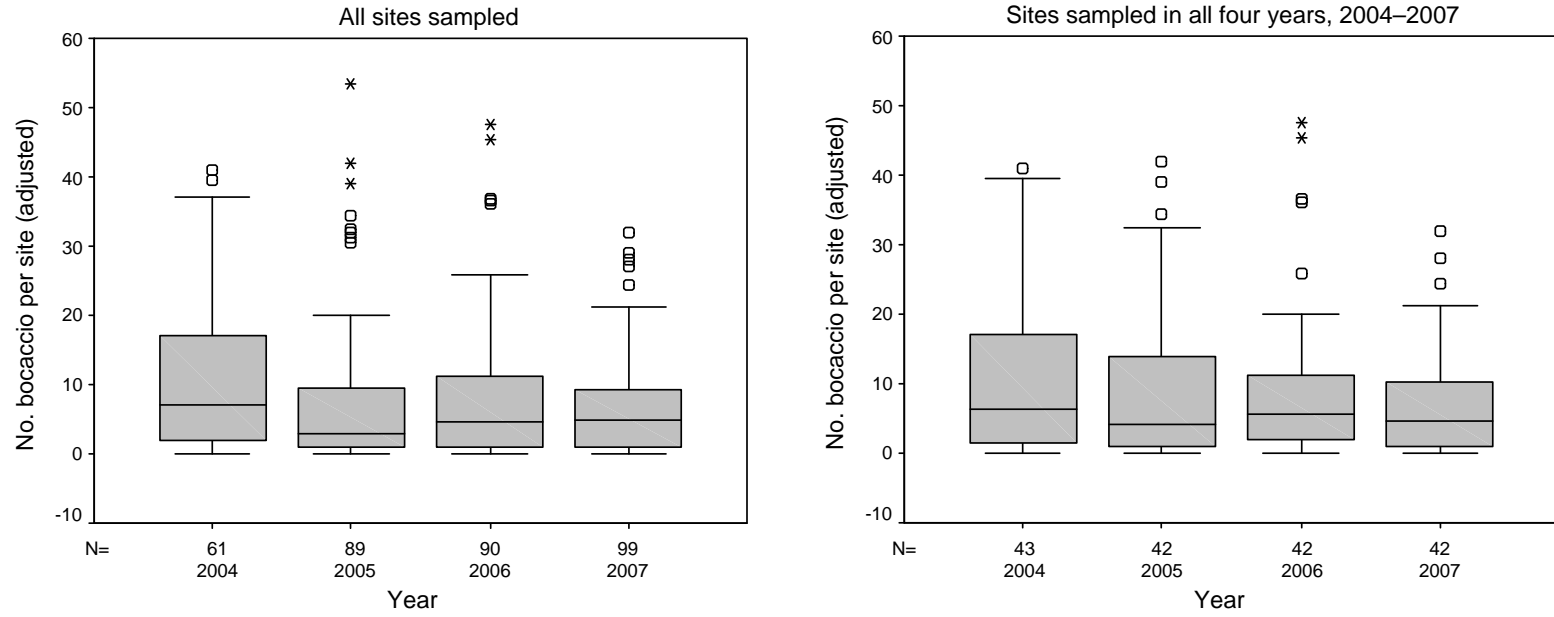 All sites sampled
No. bocaccio per site (adjusted)
60
50
40
30
20
10
0
-10
N= 61 89 90 99
2004 2005 2006 2007
Year
Sites sampled in all four years, 2004–2007
No. bocaccio per site (adjusted)
60
50
40
30
20
10
0
-10
N= 43 42 42 42
2004 2005 2006 2007
Year